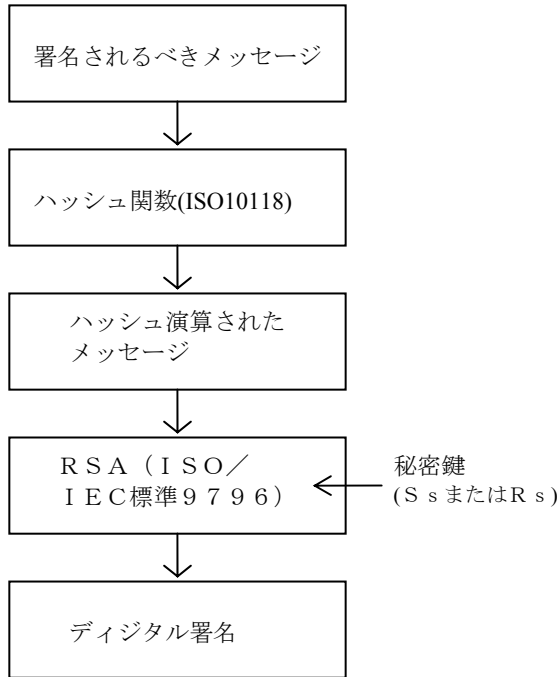 署名されるべきメッセージ
ハッシュ関数(ISO10118)
ハッシュ演算された
メッセージ
ＲＳＡ（ＩＳＯ／
ＩＥＣ標準９７９６）
秘密鍵
(ＳｓまたはＲｓ)
ディジタル署名